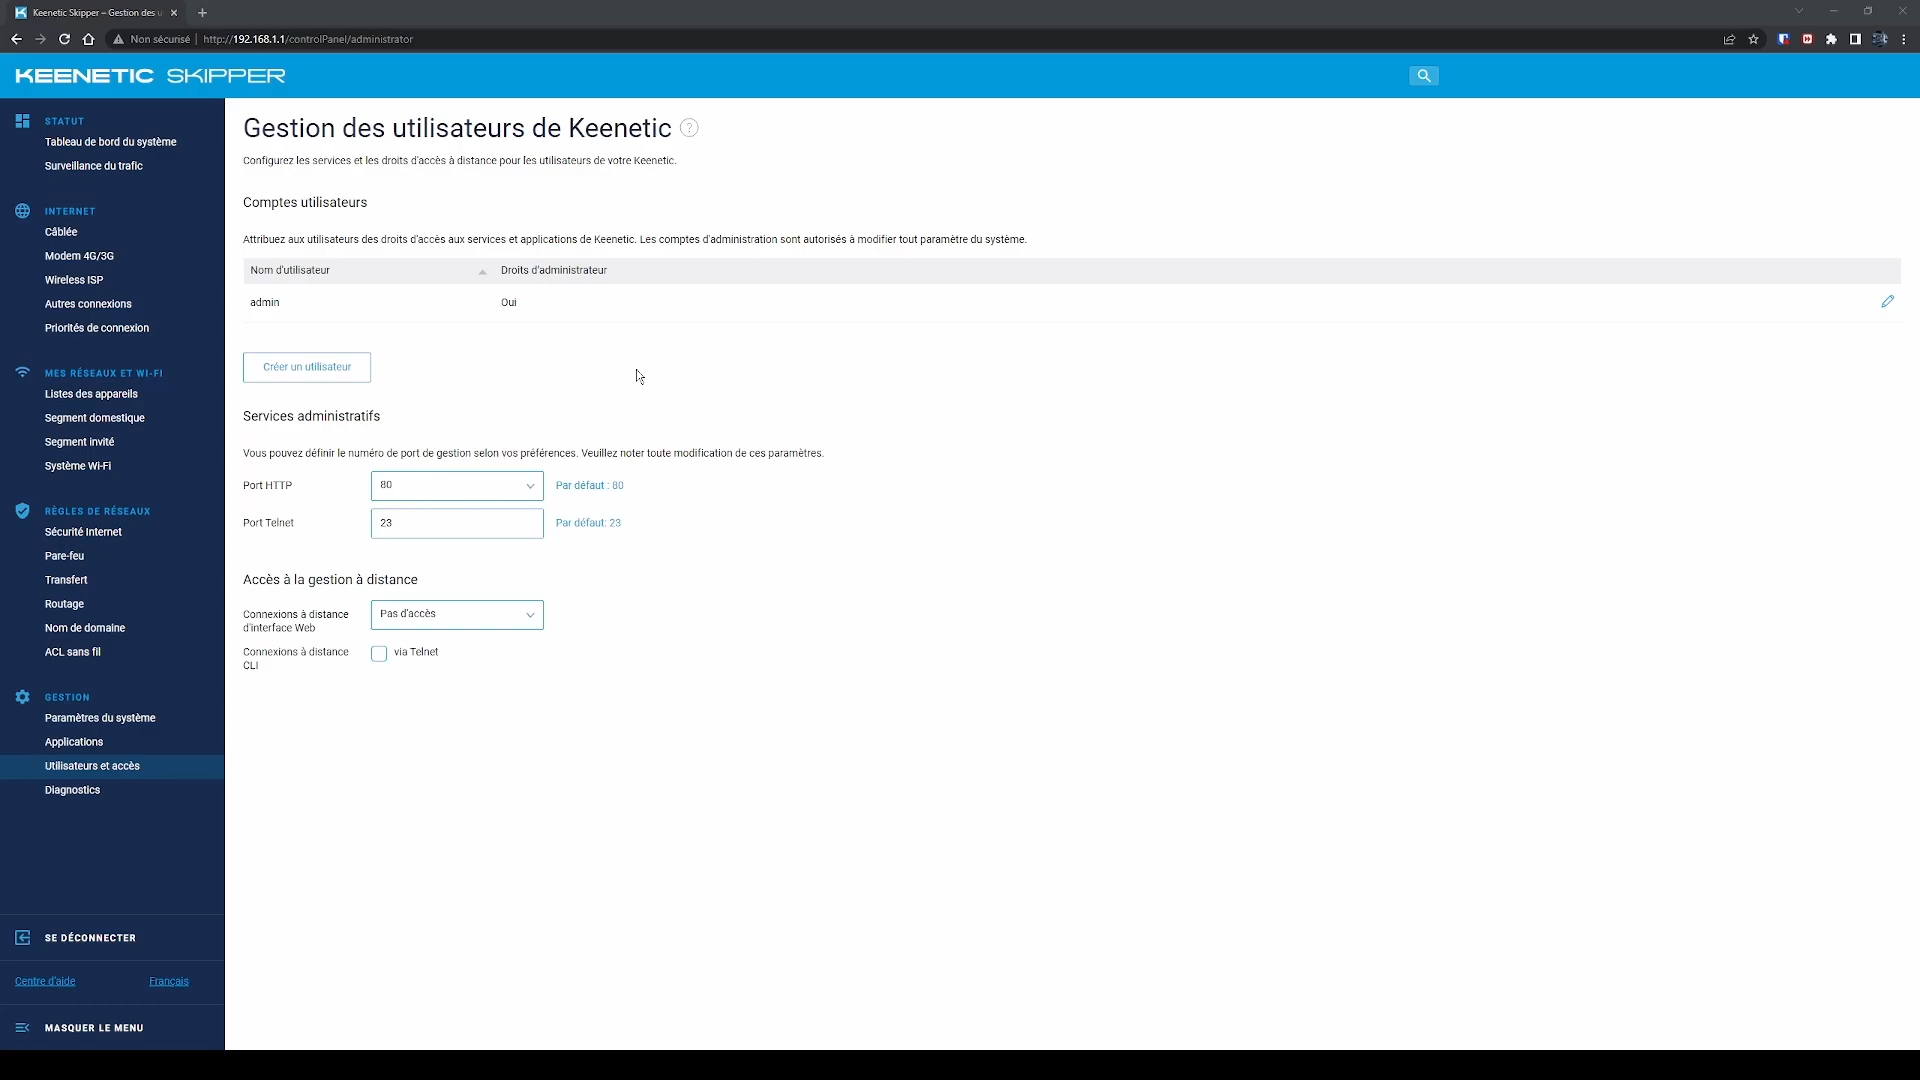 Keenetic Skipper – Gestion des u
Non sécurisé | http://192.168.1.1/controlPanel/administrator
KEENETIC SKIPPER
STATUT
Tableau de bord du système
Surveillance du trafic
INTERNET
Câblée
Modem 4G/3G
Wireless ISP
Autres connexions
Priorités de connexion
MES RÉSEAUX ET WI-FI
Listes des appareils
Segment domestique
Segment invité
Système Wi-Fi
RÈGLES DE RÉSEAUX
Sécurité Internet
Pare-feu
Transfert
Routage
Nom de domaine
ACL sans fil
GESTION
Paramètres du système
Applications
Utilisateurs et accès
Diagnostics
SE DÉCONNECTER
Centre d'aide Français
MASQUER LE MENU
Gestion des utilisateurs de Keenetic ?
Configurez les services et les droits d'accès à distance pour les utilisateurs de votre Keenetic.
Comptes utilisateurs
Attribuez aux utilisateurs des droits d'accès aux services et applications de Keenetic. Les comptes d'administration sont autorisés à modifier tout paramètre du système.
Nom d'utilisateur Droits d'administrateur
admin Oui
Créer un utilisateur
Services administratifs
Vous pouvez définir le numéro de port de gestion selon vos préférences. Veuillez noter toute modification de ces paramètres.
Port HTTP 80 Par défaut : 80
Port Telnet 23 Par défaut: 23
Accès à la gestion à distance
Connexions à distance d'interface Web Pas d'accès
Connexions à distance CLI via Telnet